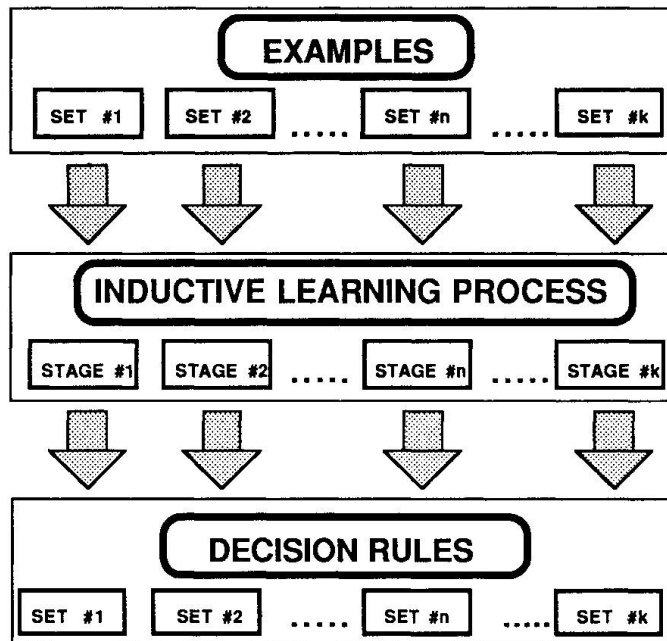 EXAMPLES
SET #1 SET #2 ..... SET #n ..... SET #k
INDUCTIVE LEARNING PROCESS
STAGE #1 STAGE #2 ..... STAGE #n ..... STAGE #k
DECISION RULES
SET #1 SET #2 ..... SET #n ..... SET #k